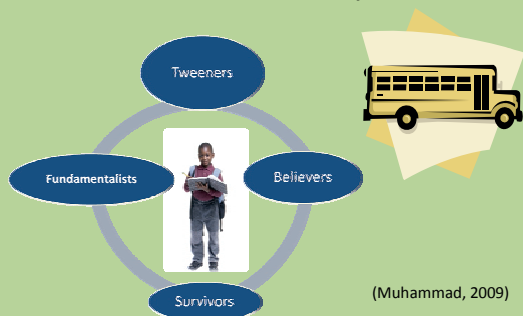 Tweeners
Fundamentalists
Believers
Survivors
(Muhammad, 2009)